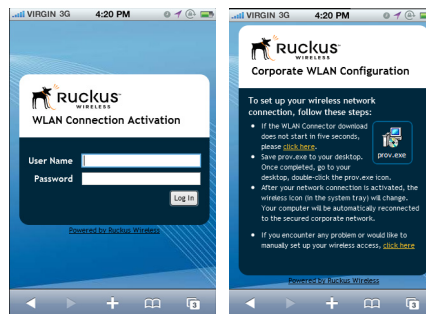 VIRGIN 3G 4:20 PM
RUCKUS™
WIRELESS
WLAN Connection Activation
User Name
Password
Log In
Powered by Ruckus Wireless
3
VIRGIN 3G 4:20 PM
RUCKUS™
WIRELESS
Corporate WLAN Configuration
To set up your wireless network
connection, follow these steps:
• If the WLAN Connector download
does not start in five seconds,
please click here.
prov.exe
• Save prov.exe to your desktop.
Once completed, go to your
desktop, double-click the prov.exe icon.
• After your network connection is activated, the
wireless icon (in the system tray) will change.
Your computer will be automatically reconnected
to the secured corporate network.
• If you encounter any problem or would like to
manually set up your wireless access, click here
Powered by Ruckus Wireless
3